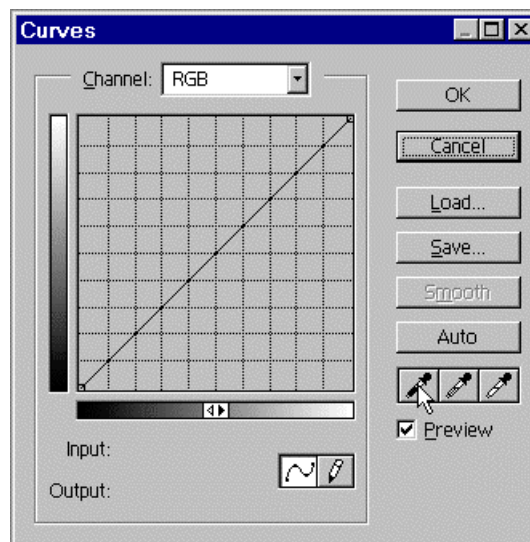 Curves
Channel: RGB
OK
Cancel
Load...
Save...
Smooth
Auto
Preview
Input:
Output: